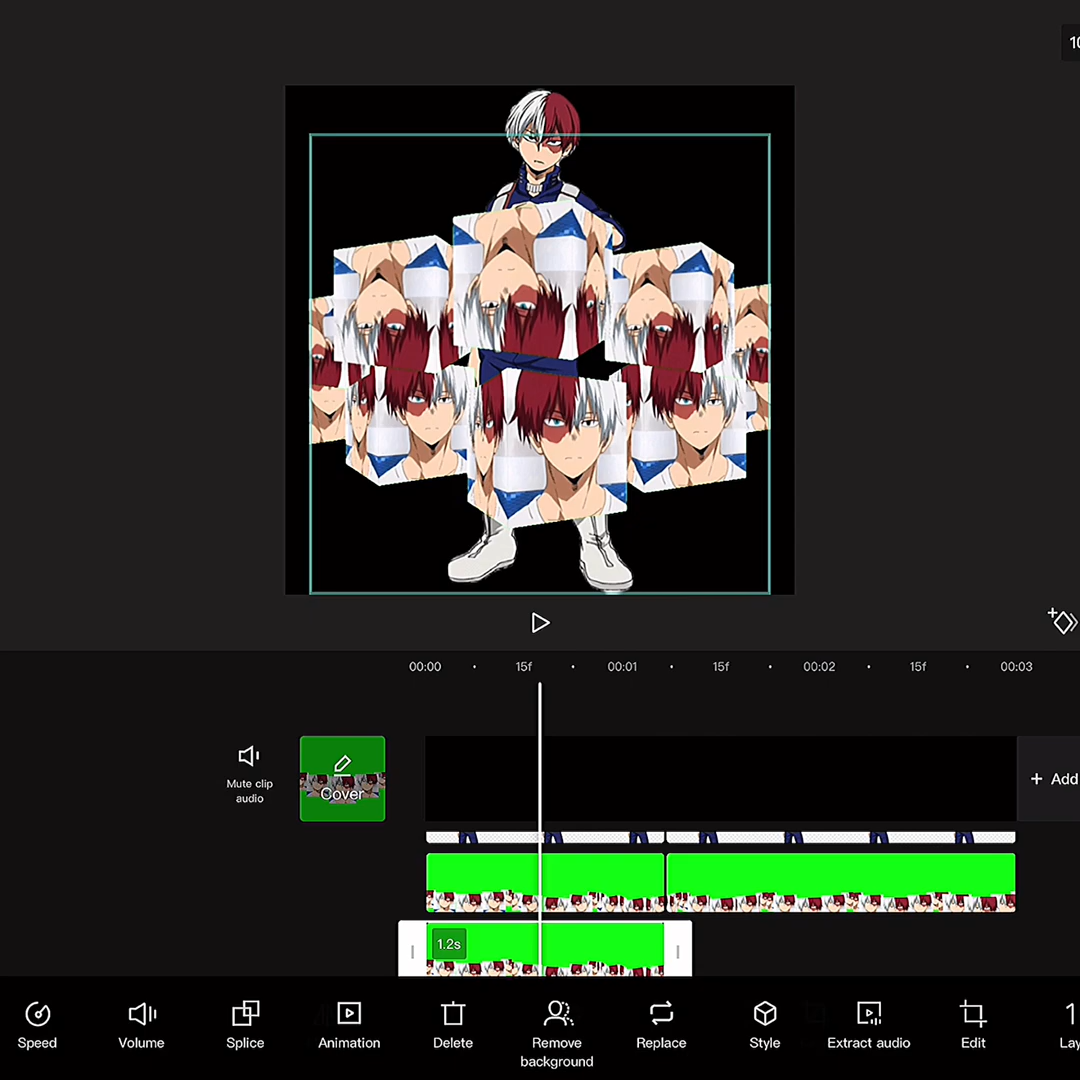 10
00:00
15f
00:01
15f
00:02
15f
00:03
Mute clip
audio
Cover
+ Add
1.2s
Speed
Volume
Splice
Animation
Delete
Remove
background
Replace
Style
Extract audio
Edit
Lay